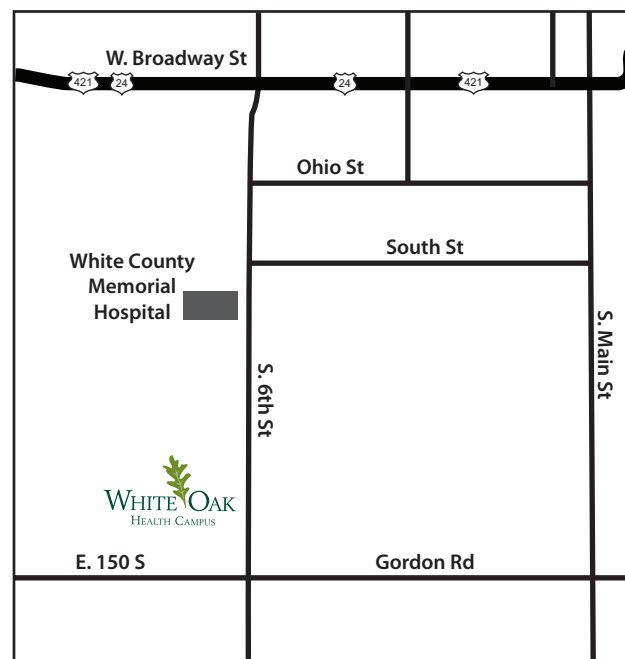 W. Broadway St
421
24
24
421
Ohio St
South St
White County
Memorial
Hospital
S. 6th St
S. Main St
WHITE OAK
HEALTH CAMPUS
E. 150 S
Gordon Rd